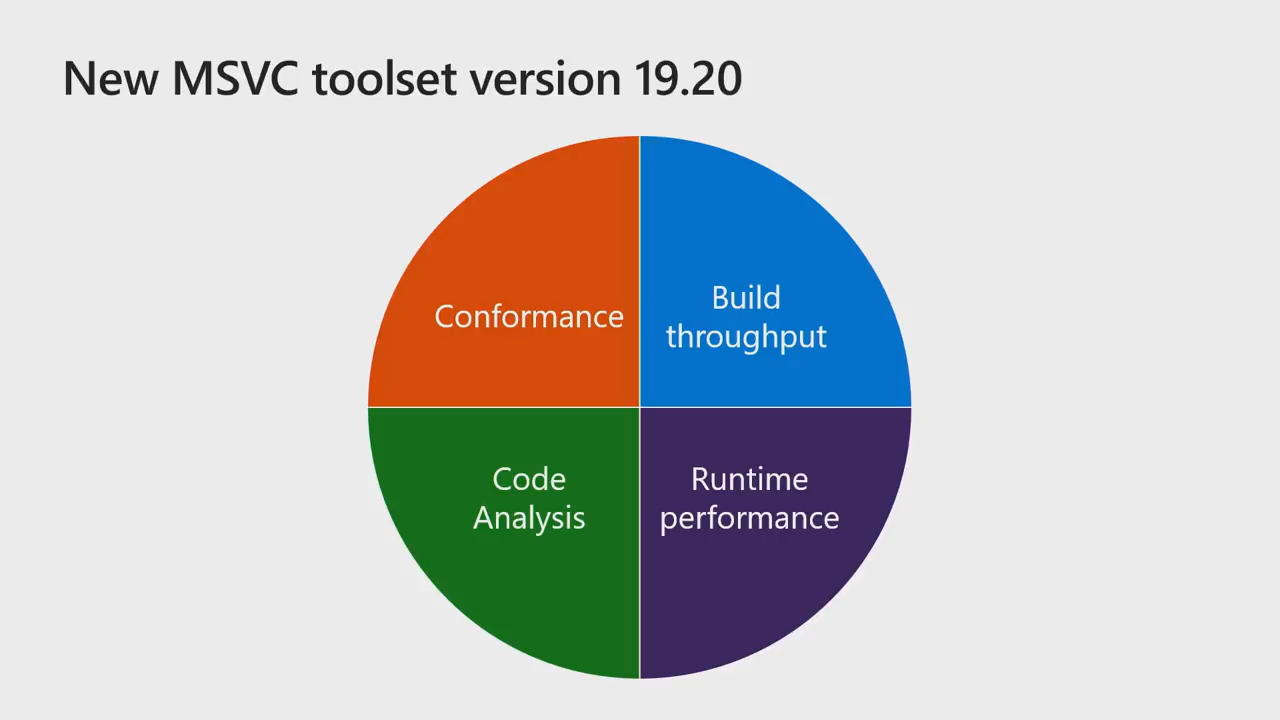 New MSVC toolset version 19.20
Conformance
Build
throughput
Code
Analysis
Runtime
performance